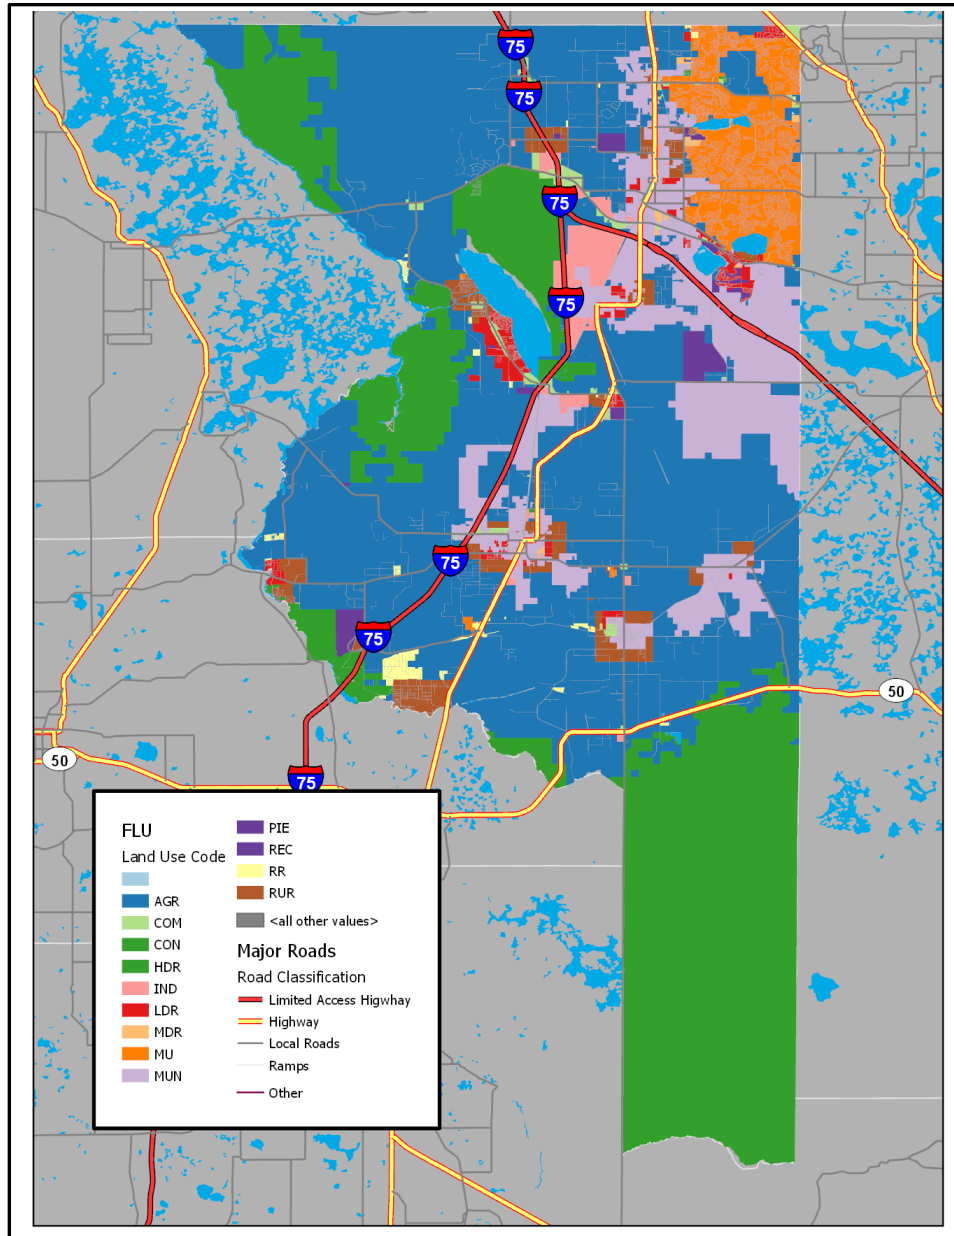 75
75
75
75
75
75
50
50
75
FLU
Land Use Code
AGR
COM
CON
HDR
IND
LDR
MDR
MU
MUN
PIE
REC
RR
RUR
<all other values>
Major Roads
Road Classification
Limited Access Higwhay
Highway
Local Roads
Ramps
Other